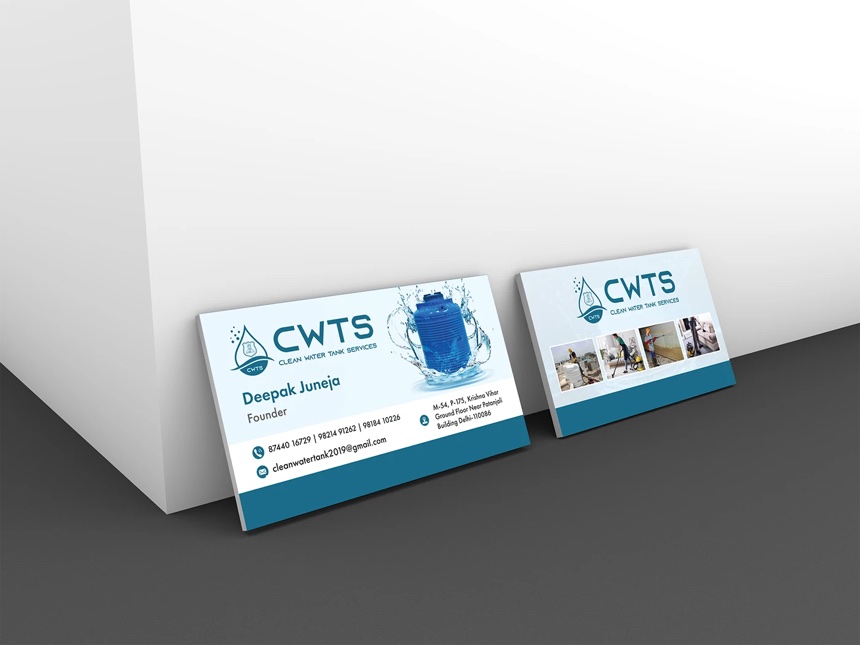 CWTS
CWTS
CLEAN WATER TANK SERVICES
Deepak Juneja
Founder
87440 16729 | 98214 91262 | 98184 10226
cleanwatertank2019@gmail.com
M-54, P-175, Krishna Vihar
Ground Floor Near Patanjali
Building Delhi-110086
CWTS
CWTS
CLEAN WATER TANK SERVICES